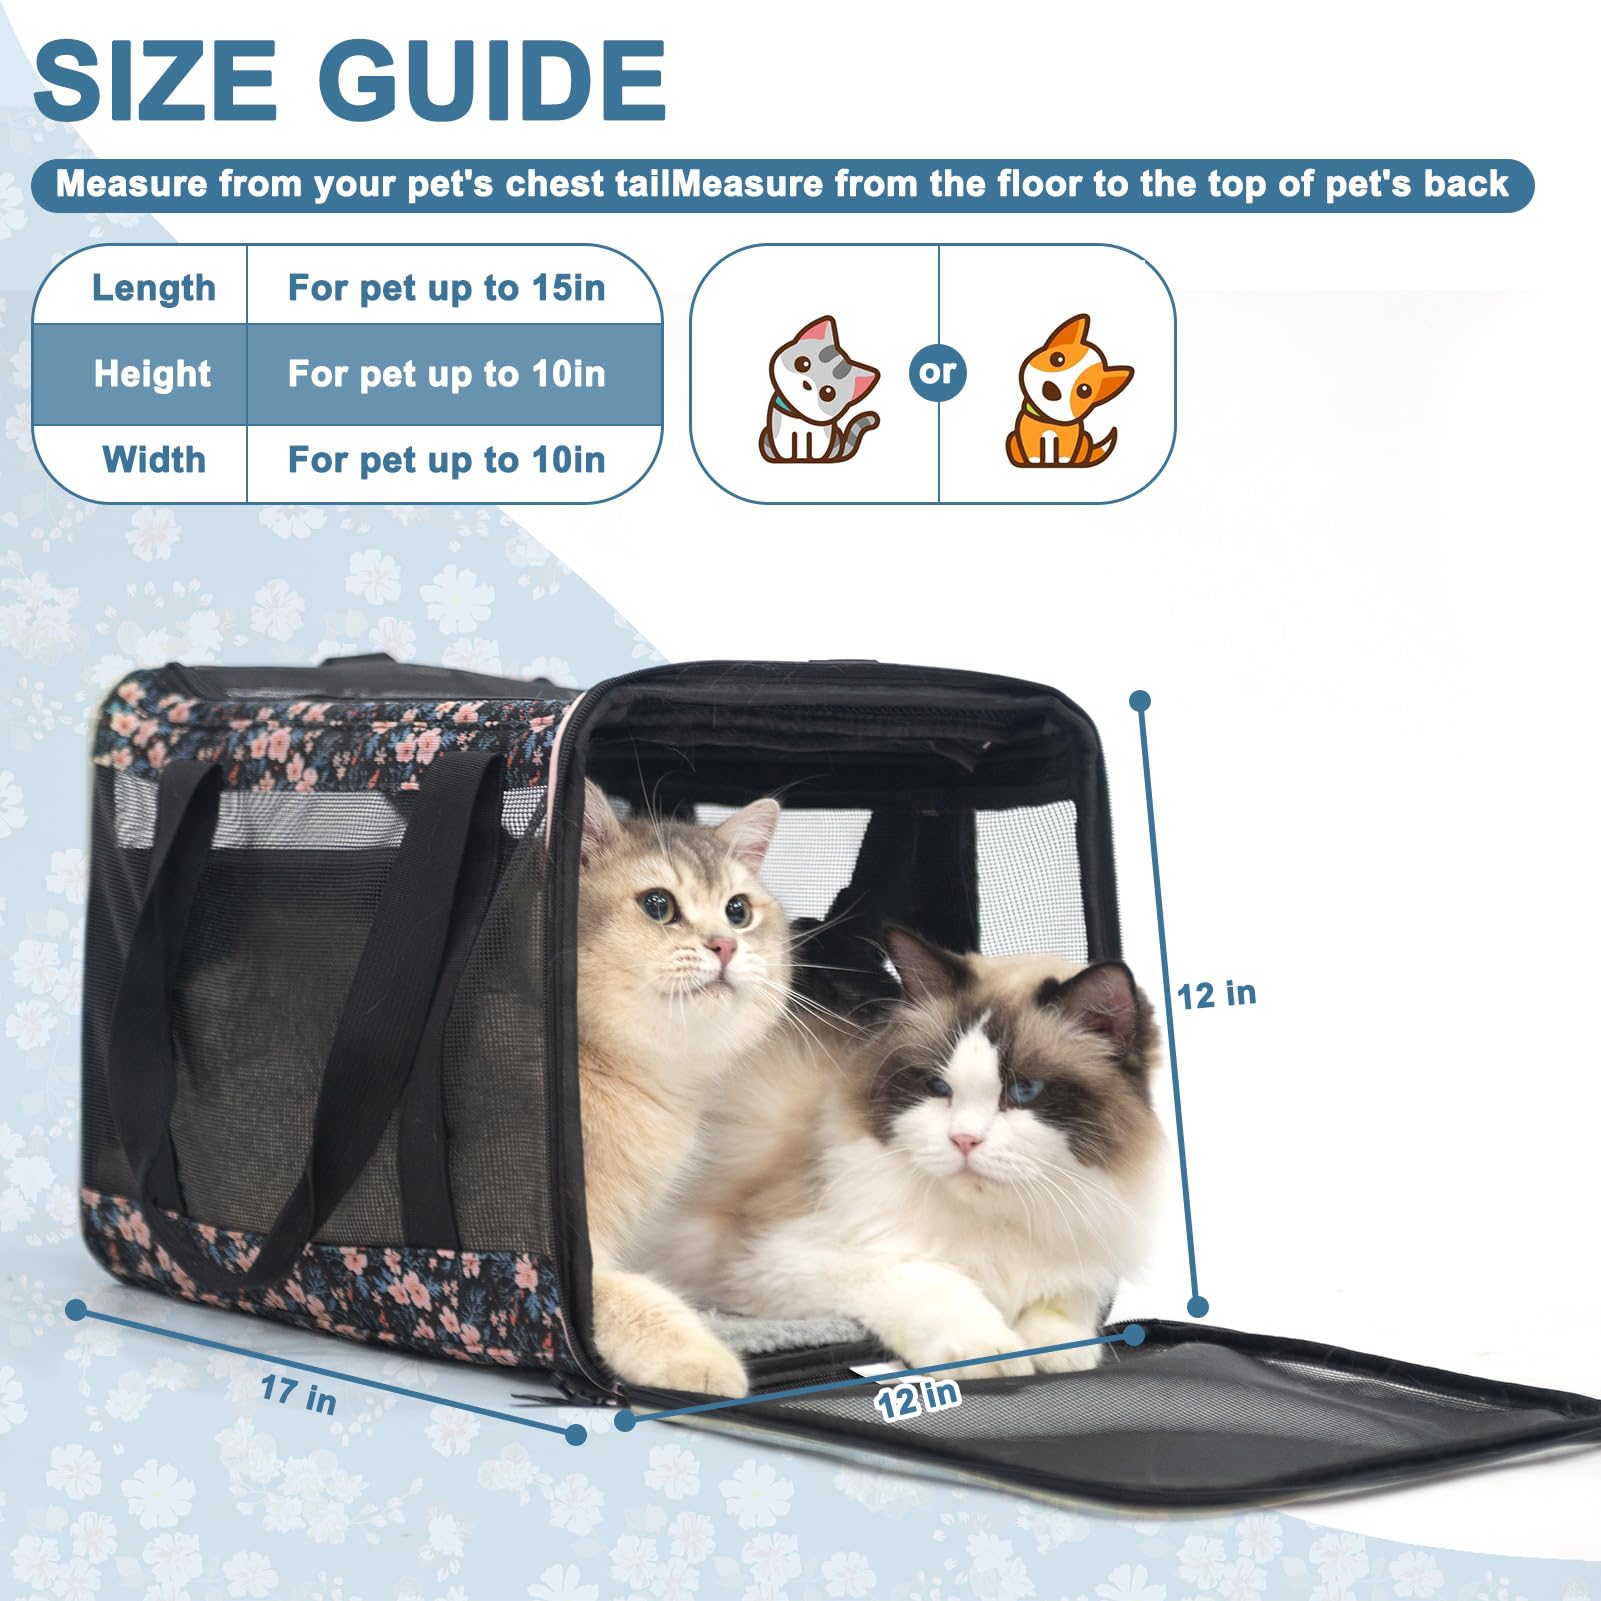 SIZE GUIDE
Measure from your pet's chest tailMeasure from the floor to the top of pet's back
Length For pet up to 15in
Height For pet up to 10in
Width For pet up to 10in
or
12 in
17 in
12 in